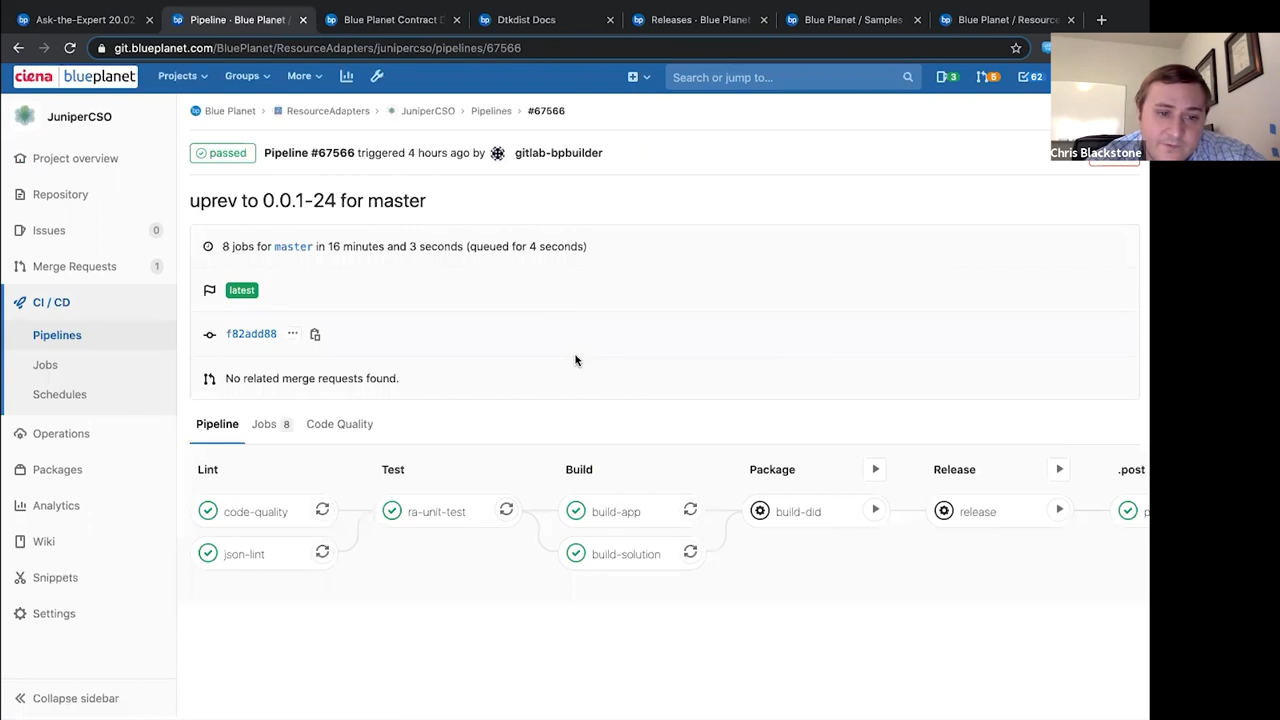 Ask-the-Expert 20.02
Pipeline · Blue Planet /
Blue Planet Contract D
Dtkdist Docs
Releases · Blue Planet
Blue Planet / Samples
Blue Planet / Resource
git.blueplanet.com/BluePlanet/ResourceAdapters/junipercso/pipelines/67566
ciena blueplanet
Projects
Groups
More
Search or jump to...
3
5
62
JuniperCSO
Project overview
Repository
Issues 0
Merge Requests 1
CI / CD
Pipelines
Jobs
Schedules
Operations
Packages
Analytics
Wiki
Snippets
Settings
Collapse sidebar
Blue Planet > ResourceAdapters > JuniperCSO > Pipelines > #67566
passed Pipeline #67566 triggered 4 hours ago by gitlab-bpbuilder
uprev to 0.0.1-24 for master
8 jobs for master in 16 minutes and 3 seconds (queued for 4 seconds)
latest
f82add88 ...
No related merge requests found.
Pipeline Jobs 8 Code Quality
Lint
code-quality
json-lint
Test
ra-unit-test
Build
build-app
build-solution
Package
build-did
Release
release
.post
p
Chris Blackstone